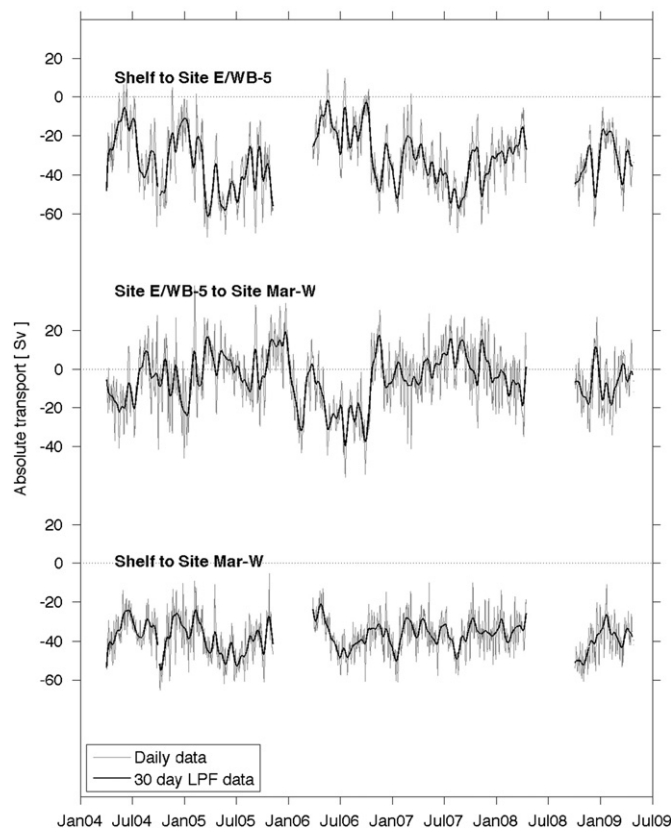 Shelf to Site E/WB-5
20
0
-20
-40
-60
Site E/WB-5 to Site Mar-W
20
0
-20
-40
Absolute transport [ Sv ]
Shelf to Site Mar-W
20
0
-20
-40
-60
Daily data
30 day LPF data
Jan04 Jul04 Jan05 Jul05 Jan06 Jul06 Jan07 Jul07 Jan08 Jul08 Jan09 Jul09